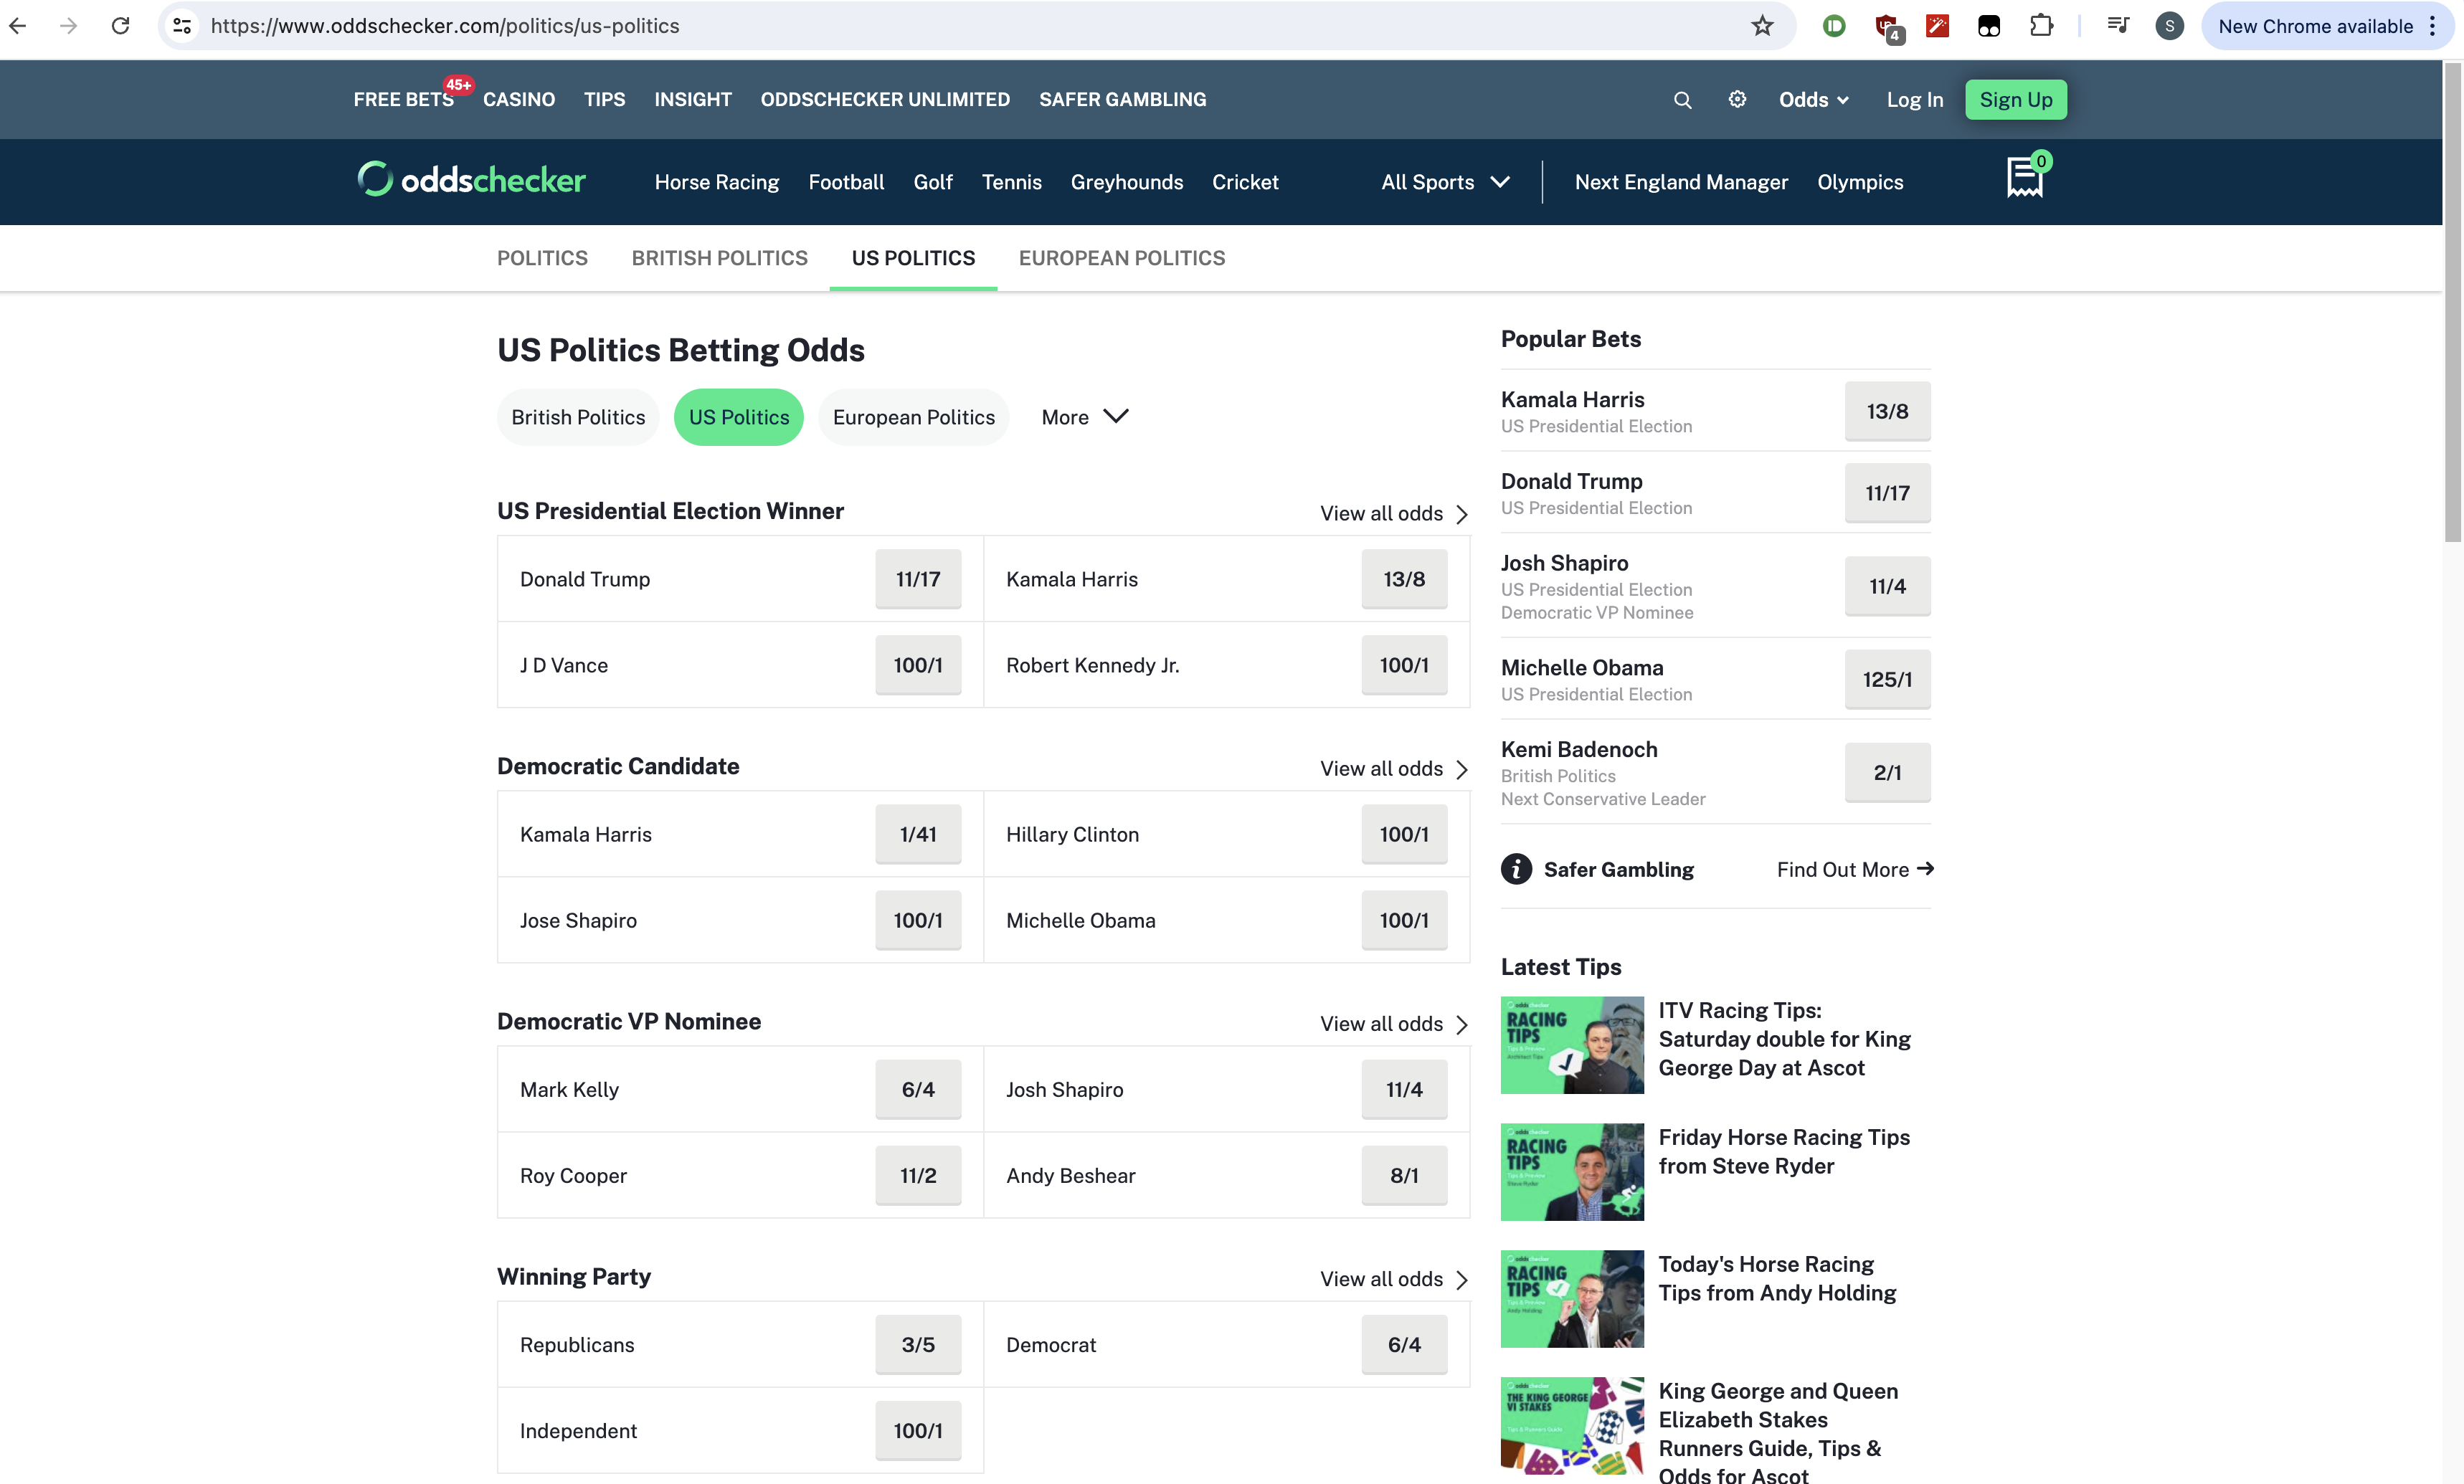 https://www.oddschecker.com/politics/us-politics
4
S
New Chrome available
FREE BETS
45+
CASINO
TIPS
INSIGHT
ODDSCHECKER UNLIMITED
SAFER GAMBLING
Odds
Log In
Sign Up
oddschecker
Horse Racing
Football
Golf
Tennis
Greyhounds
Cricket
All Sports
Next England Manager
Olympics
0
POLITICS
BRITISH POLITICS
US POLITICS
EUROPEAN POLITICS
US Politics Betting Odds
British Politics
US Politics
European Politics
More
US Presidential Election Winner
View all odds
Donald Trump
11/17
Kamala Harris
13/8
J D Vance
100/1
Robert Kennedy Jr.
100/1
Democratic Candidate
View all odds
Kamala Harris
1/41
Hillary Clinton
100/1
Jose Shapiro
100/1
Michelle Obama
100/1
Democratic VP Nominee
View all odds
Mark Kelly
6/4
Josh Shapiro
11/4
Roy Cooper
11/2
Andy Beshear
8/1
Winning Party
View all odds
Republicans
3/5
Democrat
6/4
Independent
100/1
Popular Bets
Kamala Harris
US Presidential Election
13/8
Donald Trump
US Presidential Election
11/17
Josh Shapiro
US Presidential Election
Democratic VP Nominee
11/4
Michelle Obama
US Presidential Election
125/1
Kemi Badenoch
British Politics
Next Conservative Leader
2/1
Safer Gambling
Find Out More
Latest Tips
RACING
TIPS
ITV Racing Tips:
Saturday double for King
George Day at Ascot
RACING
TIPS
Friday Horse Racing Tips
from Steve Ryder
RACING
TIPS
Today's Horse Racing
Tips from Andy Holding
THE KING GEORGE
VI STAKES
King George and Queen
Elizabeth Stakes
Runners Guide, Tips &
Odds for Ascot